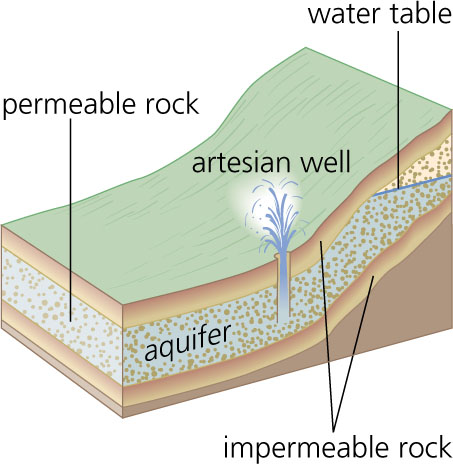 water table
permeable rock
artesian well
aquifer
impermeable rock